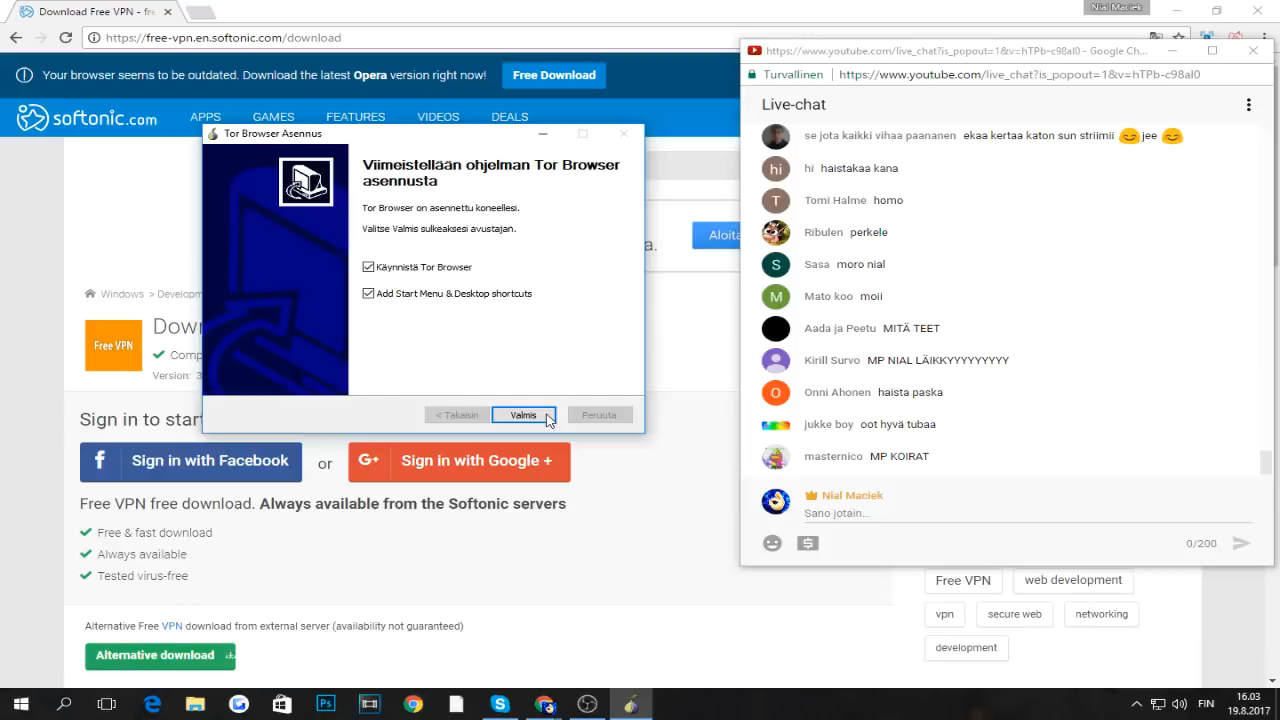 Download Free VPN - fre
Nial Maciek
https://free-vpn.en.softonic.com/download
Your browser seems to be outdated. Download the latest Opera version right now!
Free Download
softonic.com
APPS
GAMES
FEATURES
VIDEOS
DEALS
Aloita
a.
Windows > Developm
Free VPN
Dow
Comp
Version: 3
Sign in to star
f Sign in with Facebook
or
G+ Sign in with Google +
Free VPN free download. Always available from the Softonic servers
Free & fast download
Always available
Tested virus-free
Alternative Free VPN download from external server (availability not guaranteed)
Alternative download
Free VPN
web development
vpn
secure web
networking
development
Tor Browser Asennus
Viimeistellään ohjelman Tor Browser
asennusta
Tor Browser on asennettu koneellesi.
Valitse Valmis sulkeaksesi avustajan.
Käynnistä Tor Browser
Add Start Menu & Desktop shortcuts
< Takaisin
Valmis
Peruuta
https://www.youtube.com/live_chat?is_popout=1&v=hTPb-c98aI0 - Google Ch...
Turvallinen
https://www.youtube.com/live_chat?is_popout=1&v=hTPb-c98aI0
Live-chat
se jota kaikki vihaa paananen ekaa kertaa katon sun striimii 😊 jee 😊
hi hi haistakaa kana
T Tomi Halme homo
Ribulen perkele
S Sasa moro nial
M Mato koo moii
Aada ja Peetu MITÄ TEET
Kirill Survo MP NIAL LÄIKKYYYYYYYYY
O Onni Ahonen haista paska
jukke boy oot hyvä tubaa
masternico MP KOIRAT
Nial Maciek
Sano jotain...
0/200
Ps
S
FIN
16.03
19.8.2017